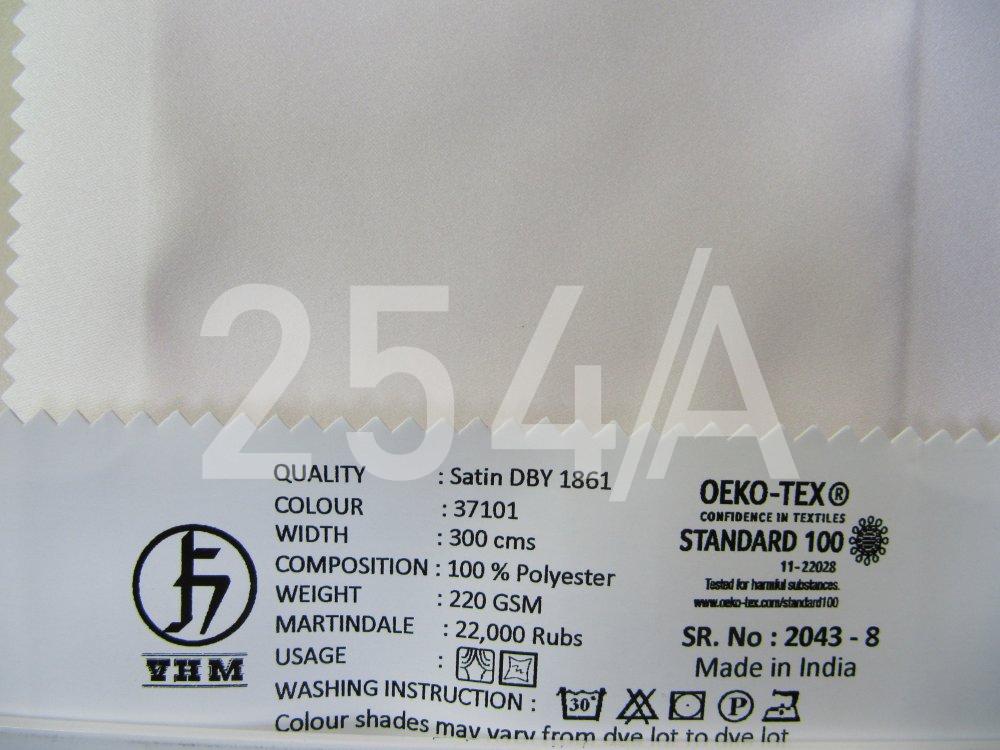 254/A
QUALITY : Satin DBY 1861
COLOUR : 37101
WIDTH : 300 cms
COMPOSITION : 100 % Polyester
WEIGHT : 220 GSM
MARTINDALE : 22,000 Rubs
USAGE :
WASHING INSTRUCTION : 30° P
Colour shades may vary from dye lot to dye lot
VHM
OEKO-TEX®
CONFIDENCE IN TEXTILES
STANDARD 100
11-22028
Tested for harmful substances.
www.oeko-tex.com/standard100
SR. No : 2043 - 8
Made in India